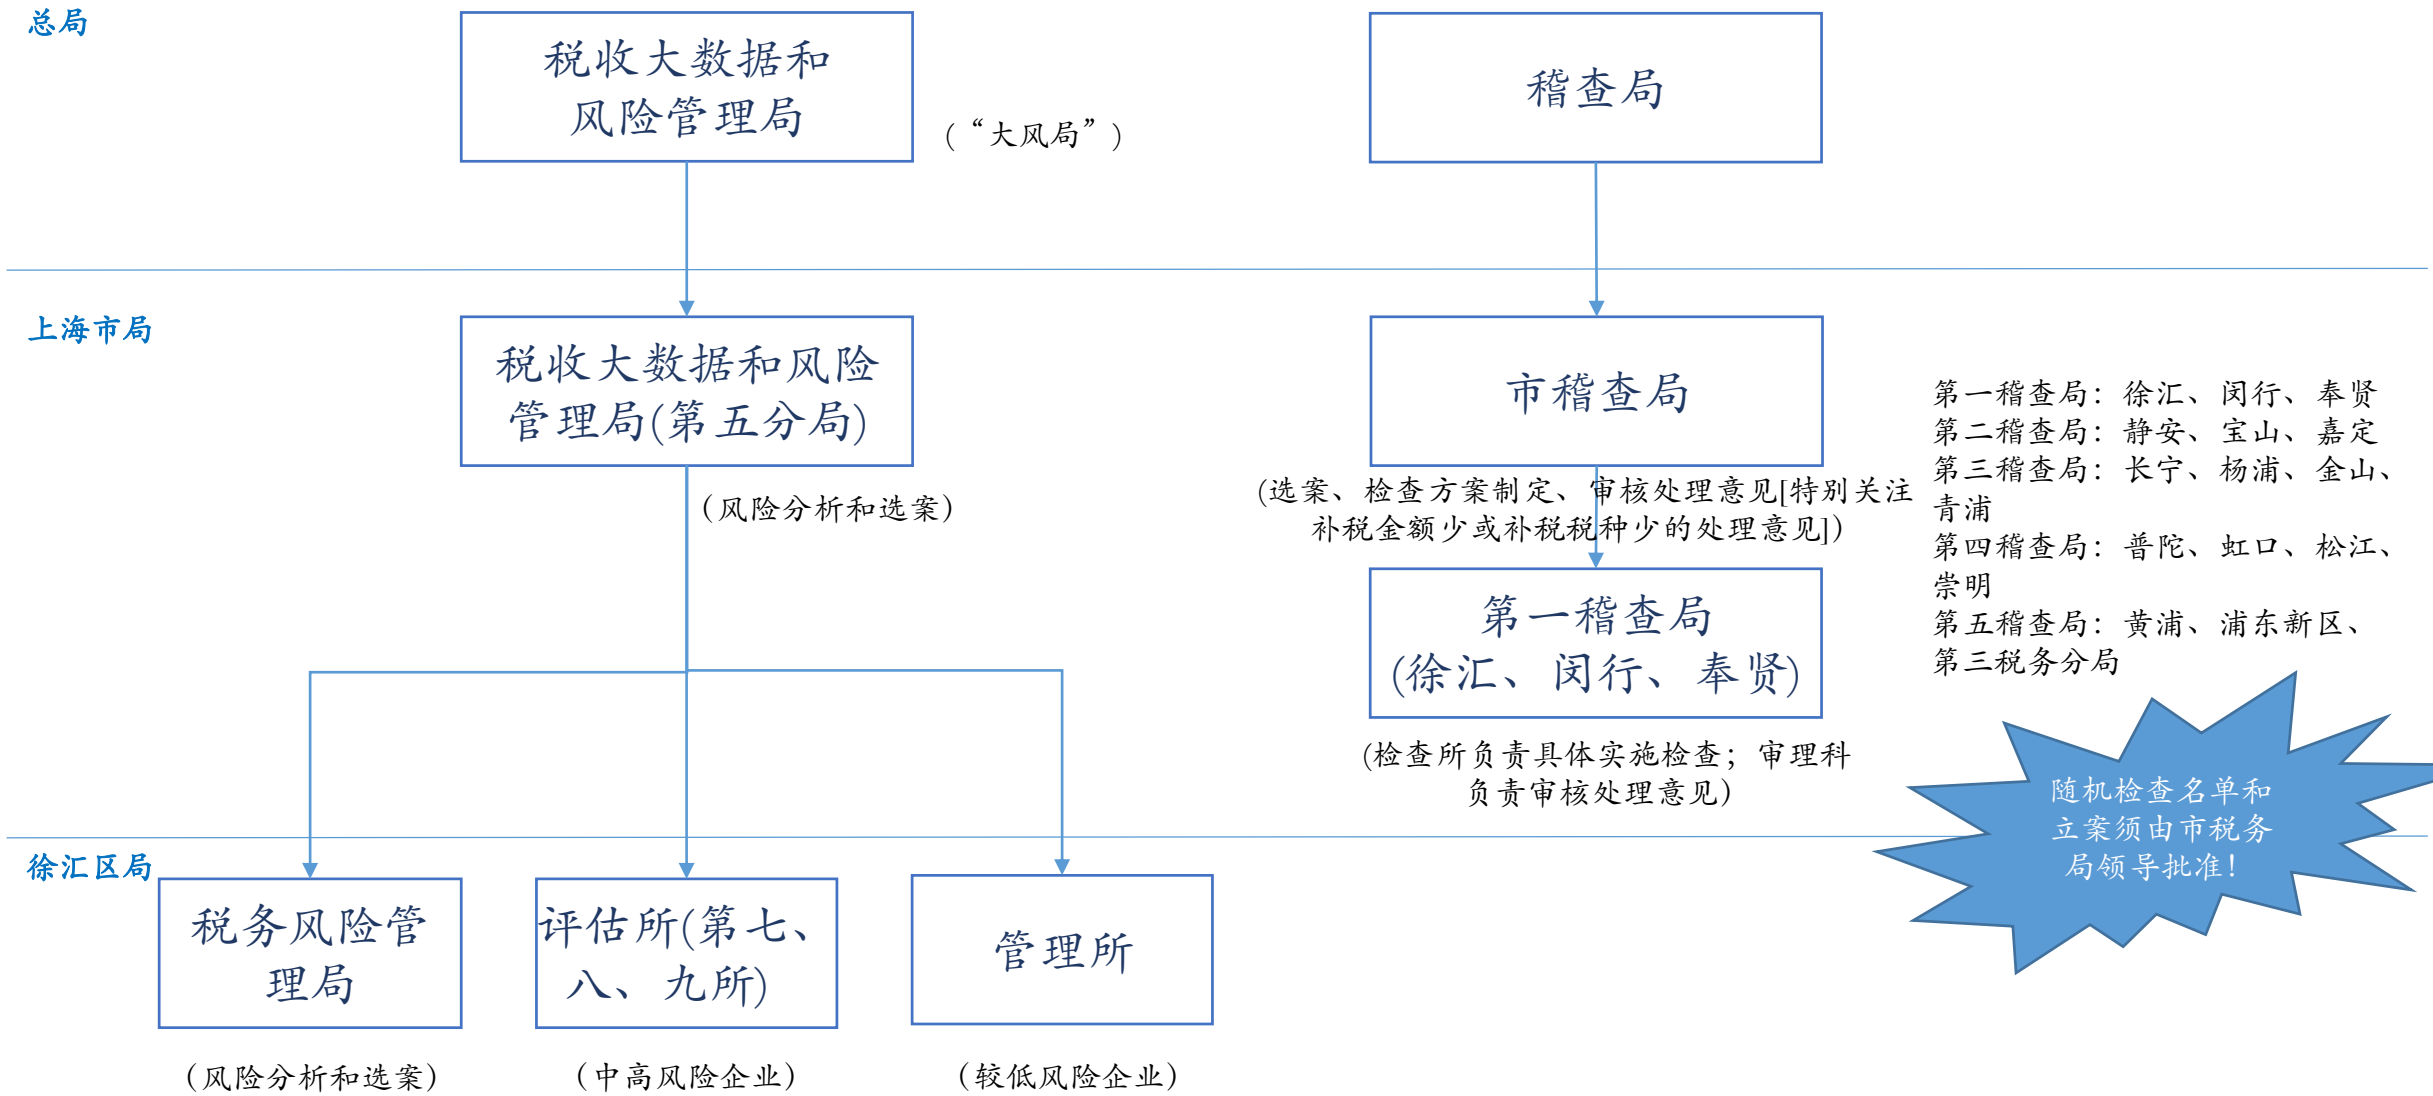 总局
税收大数据和
风险管理局
（“大风局”）
稽查局
上海市局
税收大数据和风险
管理局(第五分局)
（风险分析和选案）
市稽查局
(选案、检查方案制定、审核处理意见[特别关注
补税金额少或补税税种少的处理意见]）
第一稽查局
(徐汇、闵行、奉贤)
(检查所负责具体实施检查；审理科
负责审核处理意见）
第一稽查局：徐汇、闵行、奉贤
第二稽查局：静安、宝山、嘉定
第三稽查局：长宁、杨浦、金山、
青浦
第四稽查局：普陀、虹口、松江、
崇明
第五稽查局：黄浦、浦东新区、
第三税务分局
随机检查名单和
立案须由市税务
局领导批准！
徐汇区局
税务风险管
理局
（风险分析和选案）
评估所(第七、
八、九所)
（中高风险企业）
管理所
（较低风险企业）